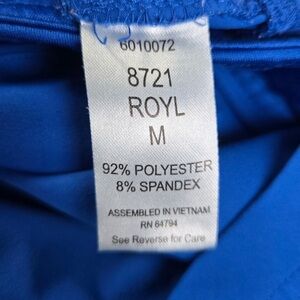 6010072
8721
ROYL
M
92% POLYESTER
8% SPANDEX
ASSEMBLED IN VIETNAM
RN 64794
See Reverse for Care